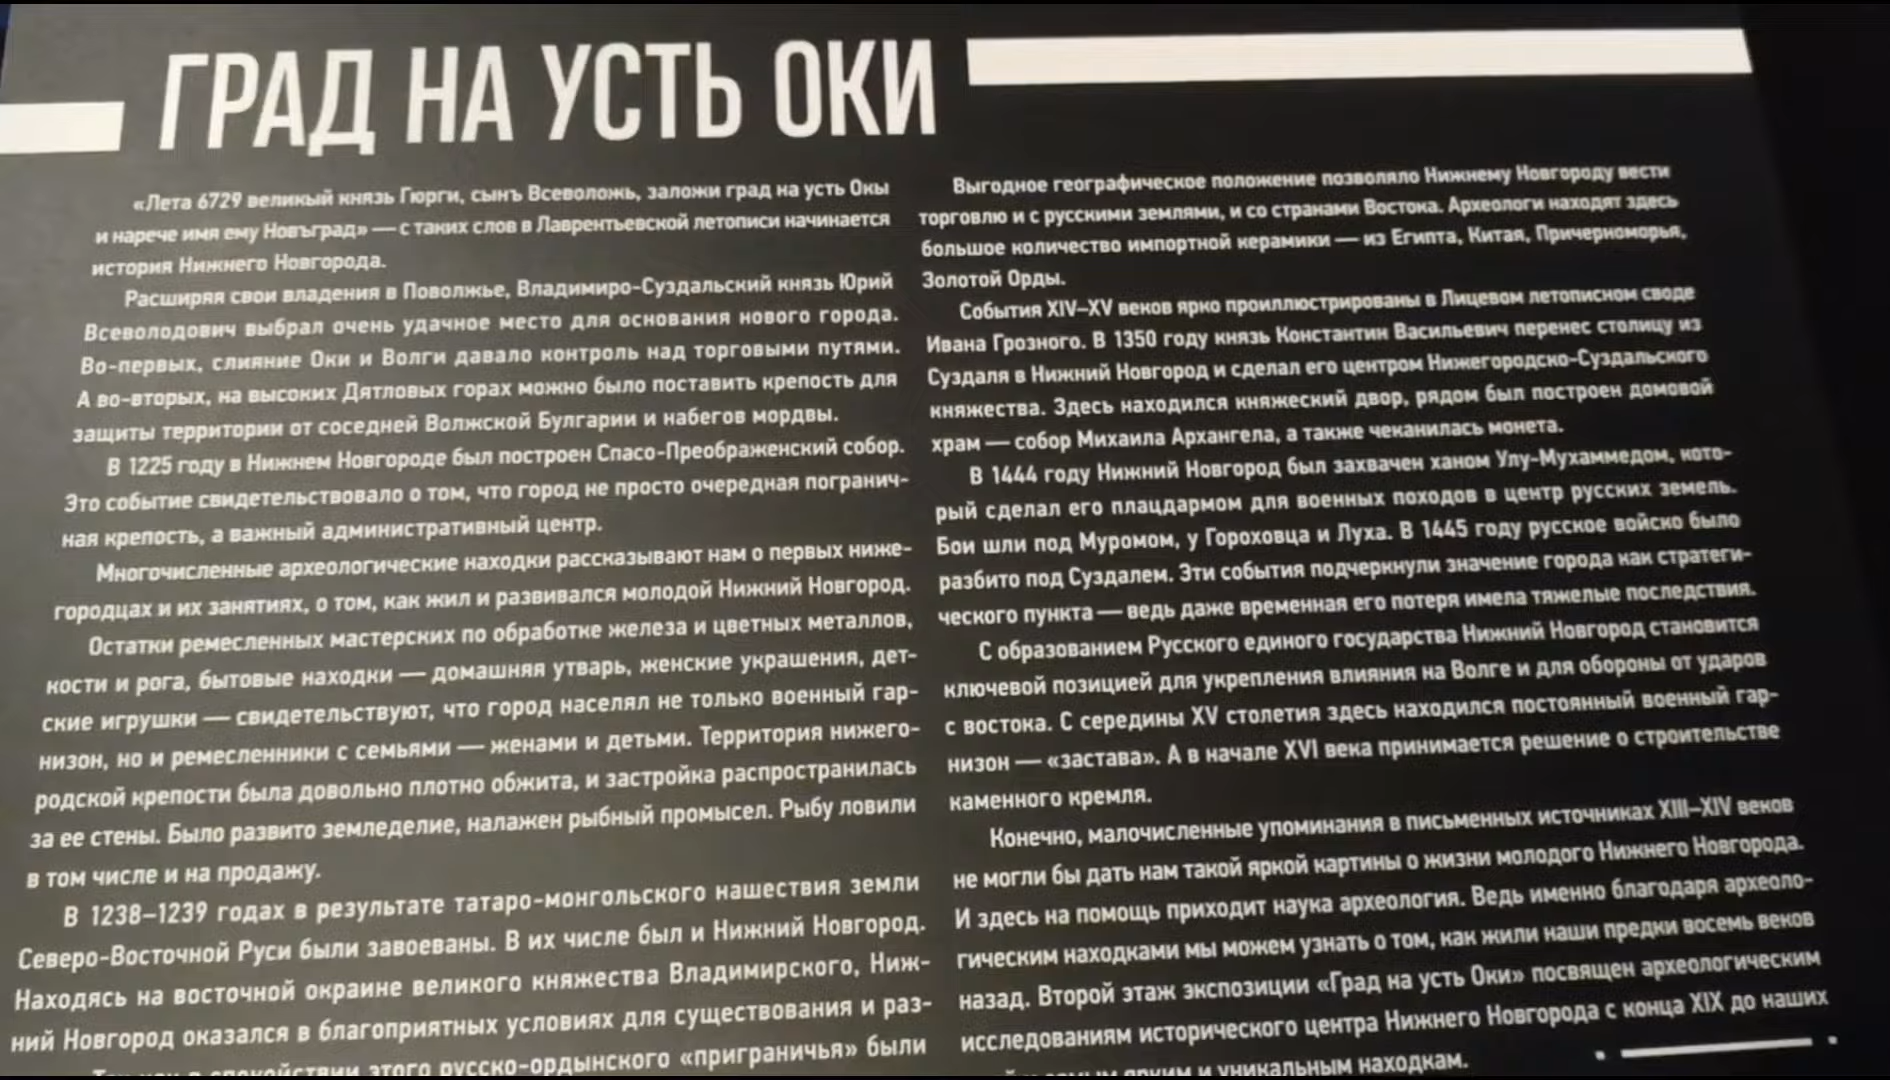 ГРАД НА УСТЬ ОКИ
«Лета 6729 великый князь Гюрги, сынъ Всеволожь, заложи град на усть Окы
и нарече имя ему Новъград» — с таких слов в Лаврентьевской летописи начинается
история Нижнего Новгорода.
Расширяя свои владения в Поволжье, Владимиро-Суздальский князь Юрий
Всеволодович выбрал очень удачное место для основания нового города.
Во-первых, слияние Оки и Волги давало контроль над торговыми путями.
А во-вторых, на высоких Дятловых горах можно было поставить крепость для
защиты территории от соседней Волжской Булгарии и набегов мордвы.
В 1225 году в Нижнем Новгороде был построен Спасо-Преображенский собор.
Это событие свидетельствовало о том, что город не просто очередная погранич-
ная крепость, а важный административный центр.
Многочисленные археологические находки рассказывают нам о первых ниже-
городцах и их занятиях, о том, как жил и развивался молодой Нижний Новгород.
Остатки ремесленных мастерских по обработке железа и цветных металлов,
кости и рога, бытовые находки — домашняя утварь, женские украшения, дет-
ские игрушки — свидетельствуют, что город населял не только военный гар-
низон, но и ремесленники с семьями — женами и детьми. Территория нижего-
родской крепости была довольно плотно обжита, и застройка распространилась
за ее стены. Было развито земледелие, налажен рыбный промысел. Рыбу ловили
в том числе и на продажу.
В 1238–1239 годах в результате татаро-монгольского нашествия земли
Северо-Восточной Руси были завоеваны. В их числе был и Нижний Новгород.
Находясь на восточной окраине великого княжества Владимирского, Ниж-
ний Новгород оказался в благоприятных условиях для существования и раз-
спокойствии этого русско-ордынского «приграничья» были
Выгодное географическое положение позволяло Нижнему Новгороду вести
торговлю и с русскими землями, и со странами Востока. Археологи находят здесь
большое количество импортной керамики — из Египта, Китая, Причерноморья,
Золотой Орды.
События XIV–XV веков ярко проиллюстрированы в Лицевом летописном своде
Ивана Грозного. В 1350 году князь Константин Васильевич перенес столицу из
Суздаля в Нижний Новгород и сделал его центром Нижегородско-Суздальского
княжества. Здесь находился княжеский двор, рядом был построен домовой
храм — собор Михаила Архангела, а также чеканилась монета.
В 1444 году Нижний Новгород был захвачен ханом Улу-Мухаммедом, кото-
рый сделал его плацдармом для военных походов в центр русских земель.
Бои шли под Муромом, у Гороховца и Луха. В 1445 году русское войско было
разбито под Суздалем. Эти события подчеркнули значение города как стратеги-
ческого пункта — ведь даже временная его потеря имела тяжелые последствия.
С образованием Русского единого государства Нижний Новгород становится
ключевой позицией для укрепления влияния на Волге и для обороны от ударов
с востока. С середины XV столетия здесь находился постоянный военный гар-
низон — «застава». А в начале XVI века принимается решение о строительстве
каменного кремля.
Конечно, малочисленные упоминания в письменных источниках XIII–XIV веков
не могли бы дать нам такой яркой картины о жизни молодого Нижнего Новгорода.
И здесь на помощь приходит наука археология. Ведь именно благодаря археоло-
гическим находками мы можем узнать о том, как жили наши предки восемь веков
назад. Второй этаж экспозиции «Град на усть Оки» посвящен археологическим
исследованиям исторического центра Нижнего Новгорода с конца XIX до наших
ярким и уникальным находкам.